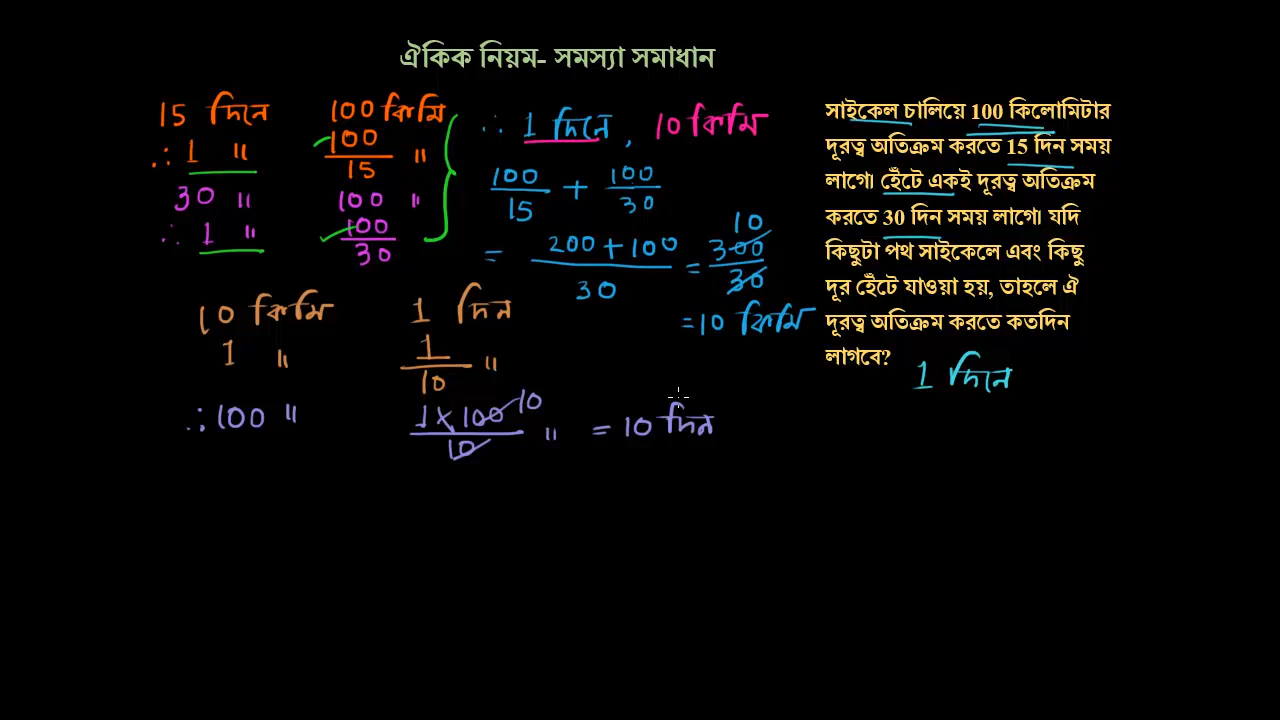 ঐকিক নিয়ম- সমস্যা সমাধান
15 দিনে 100 কিমি
∴ 1 " 100/15 "
30 " 100 "
∴ 1 " 100/30
∴ 1 দিনে, 10 কিমি
100/15 + 100/30
= 200 + 100 / 30 = 300/30 10
= 10 কিমি
10 কিমি 1 দিন
1 " 1/10 "
∴ 100 " 1 x 100 / 10 10 " = 10 দিন
সাইকেল চালিয়ে 100 কিলোমিটার
দূরত্ব অতিক্রম করতে 15 দিন সময়
লাগে। হেঁটে একই দূরত্ব অতিক্রম
করতে 30 দিন সময় লাগে। যদি
কিছুটা পথ সাইকেলে এবং কিছু
দূর হেঁটে যাওয়া হয়, তাহলে ঐ
দূরত্ব অতিক্রম করতে কতদিন
লাগবে?
1 দিনে